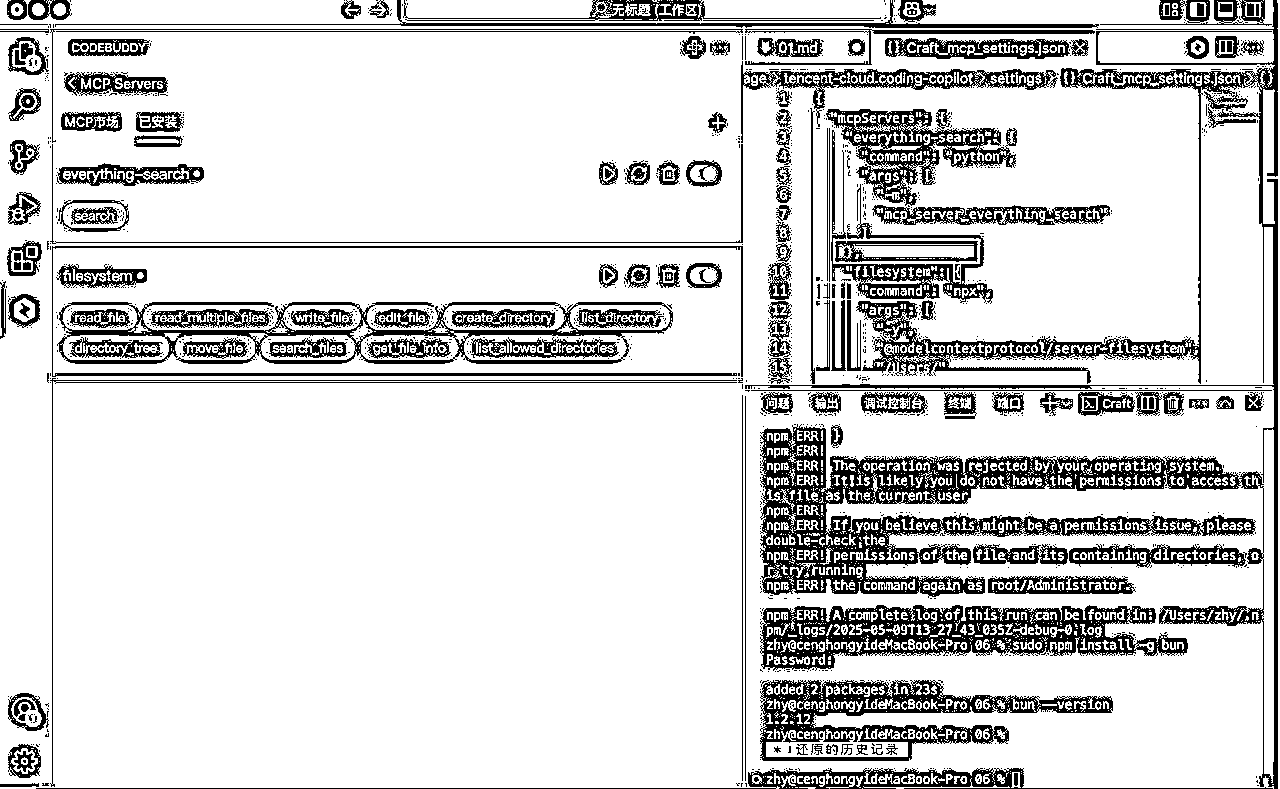 无标题 (工作区)
CODEBUDDY
MCP Servers
MCP市场 已安装
everything-search
search
filesystem
read_file read_multiple_files write_file edit_file create_directory list_directory
directory_tree move_file search_files get_file_info list_allowed_directories
01.md {} Craft_mcp_settings.json
age > tencent-cloud.coding-copilot > settings > {} Craft_mcp_settings.json > {}
1 {
2 "mcpServers": {
3 "everything-search": {
4 "command": "python",
5 "args": [
6 "-m",
7 "mcp_server_everything_search"
8 ]
9 },
10 "filesystem": {
11 "command": "npx",
12 "args": [
13 "-y",
14 "@modelcontextprotocol/server-filesystem",
15 "/Users/"
问题 输出 调试控制台 终端 端口 Craft
npm ERR! }
npm ERR!
npm ERR! The operation was rejected by your operating system.
npm ERR! It is likely you do not have the permissions to access th
is file as the current user
npm ERR!
npm ERR! If you believe this might be a permissions issue, please
double-check the
npm ERR! permissions of the file and its containing directories, o
r try running
npm ERR! the command again as root/Administrator.
npm ERR! A complete log of this run can be found in: /Users/zhy/.n
pm/_logs/2025-05-09T13_27_43_035Z-debug-0.log
zhy@cenghongyideMacBook-Pro 06 % sudo npm install -g bun
Password:
added 2 packages in 23s
zhy@cenghongyideMacBook-Pro 06 % bun --version
1.2.12
zhy@cenghongyideMacBook-Pro 06 %
* 还原的历史记录
zhy@cenghongyideMacBook-Pro 06 %